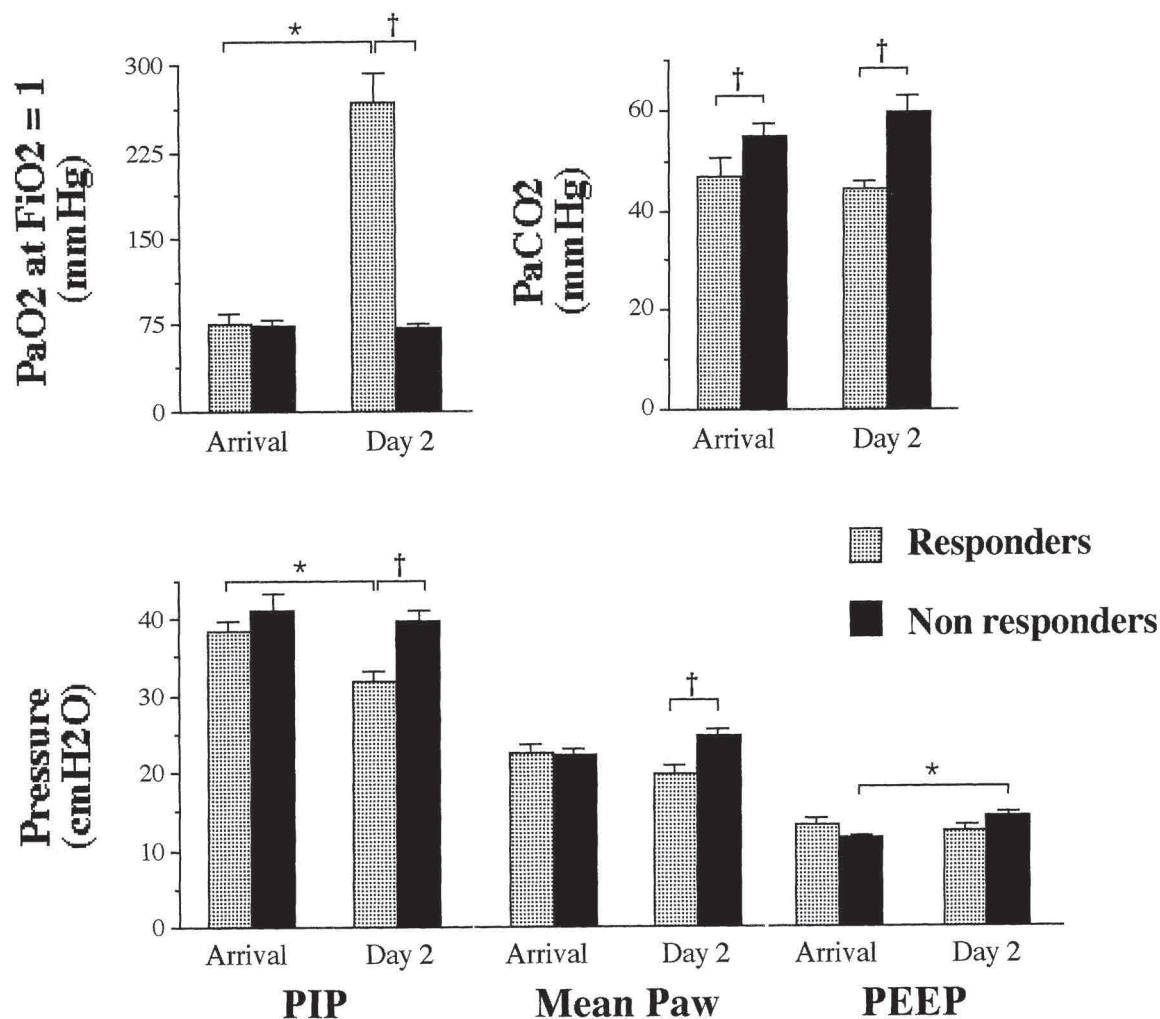 * †
PaO2 at FiO2 = 1
(mmHg)
300
225
150
75
0
Arrival Day 2
† †
PaCO2
(mmHg)
60
40
20
0
Arrival Day 2
Responders
Non responders
* † † *
Pressure
(cmH2O)
40
30
20
10
0
Arrival Day 2 Arrival Day 2 Arrival Day 2
PIP Mean Paw PEEP